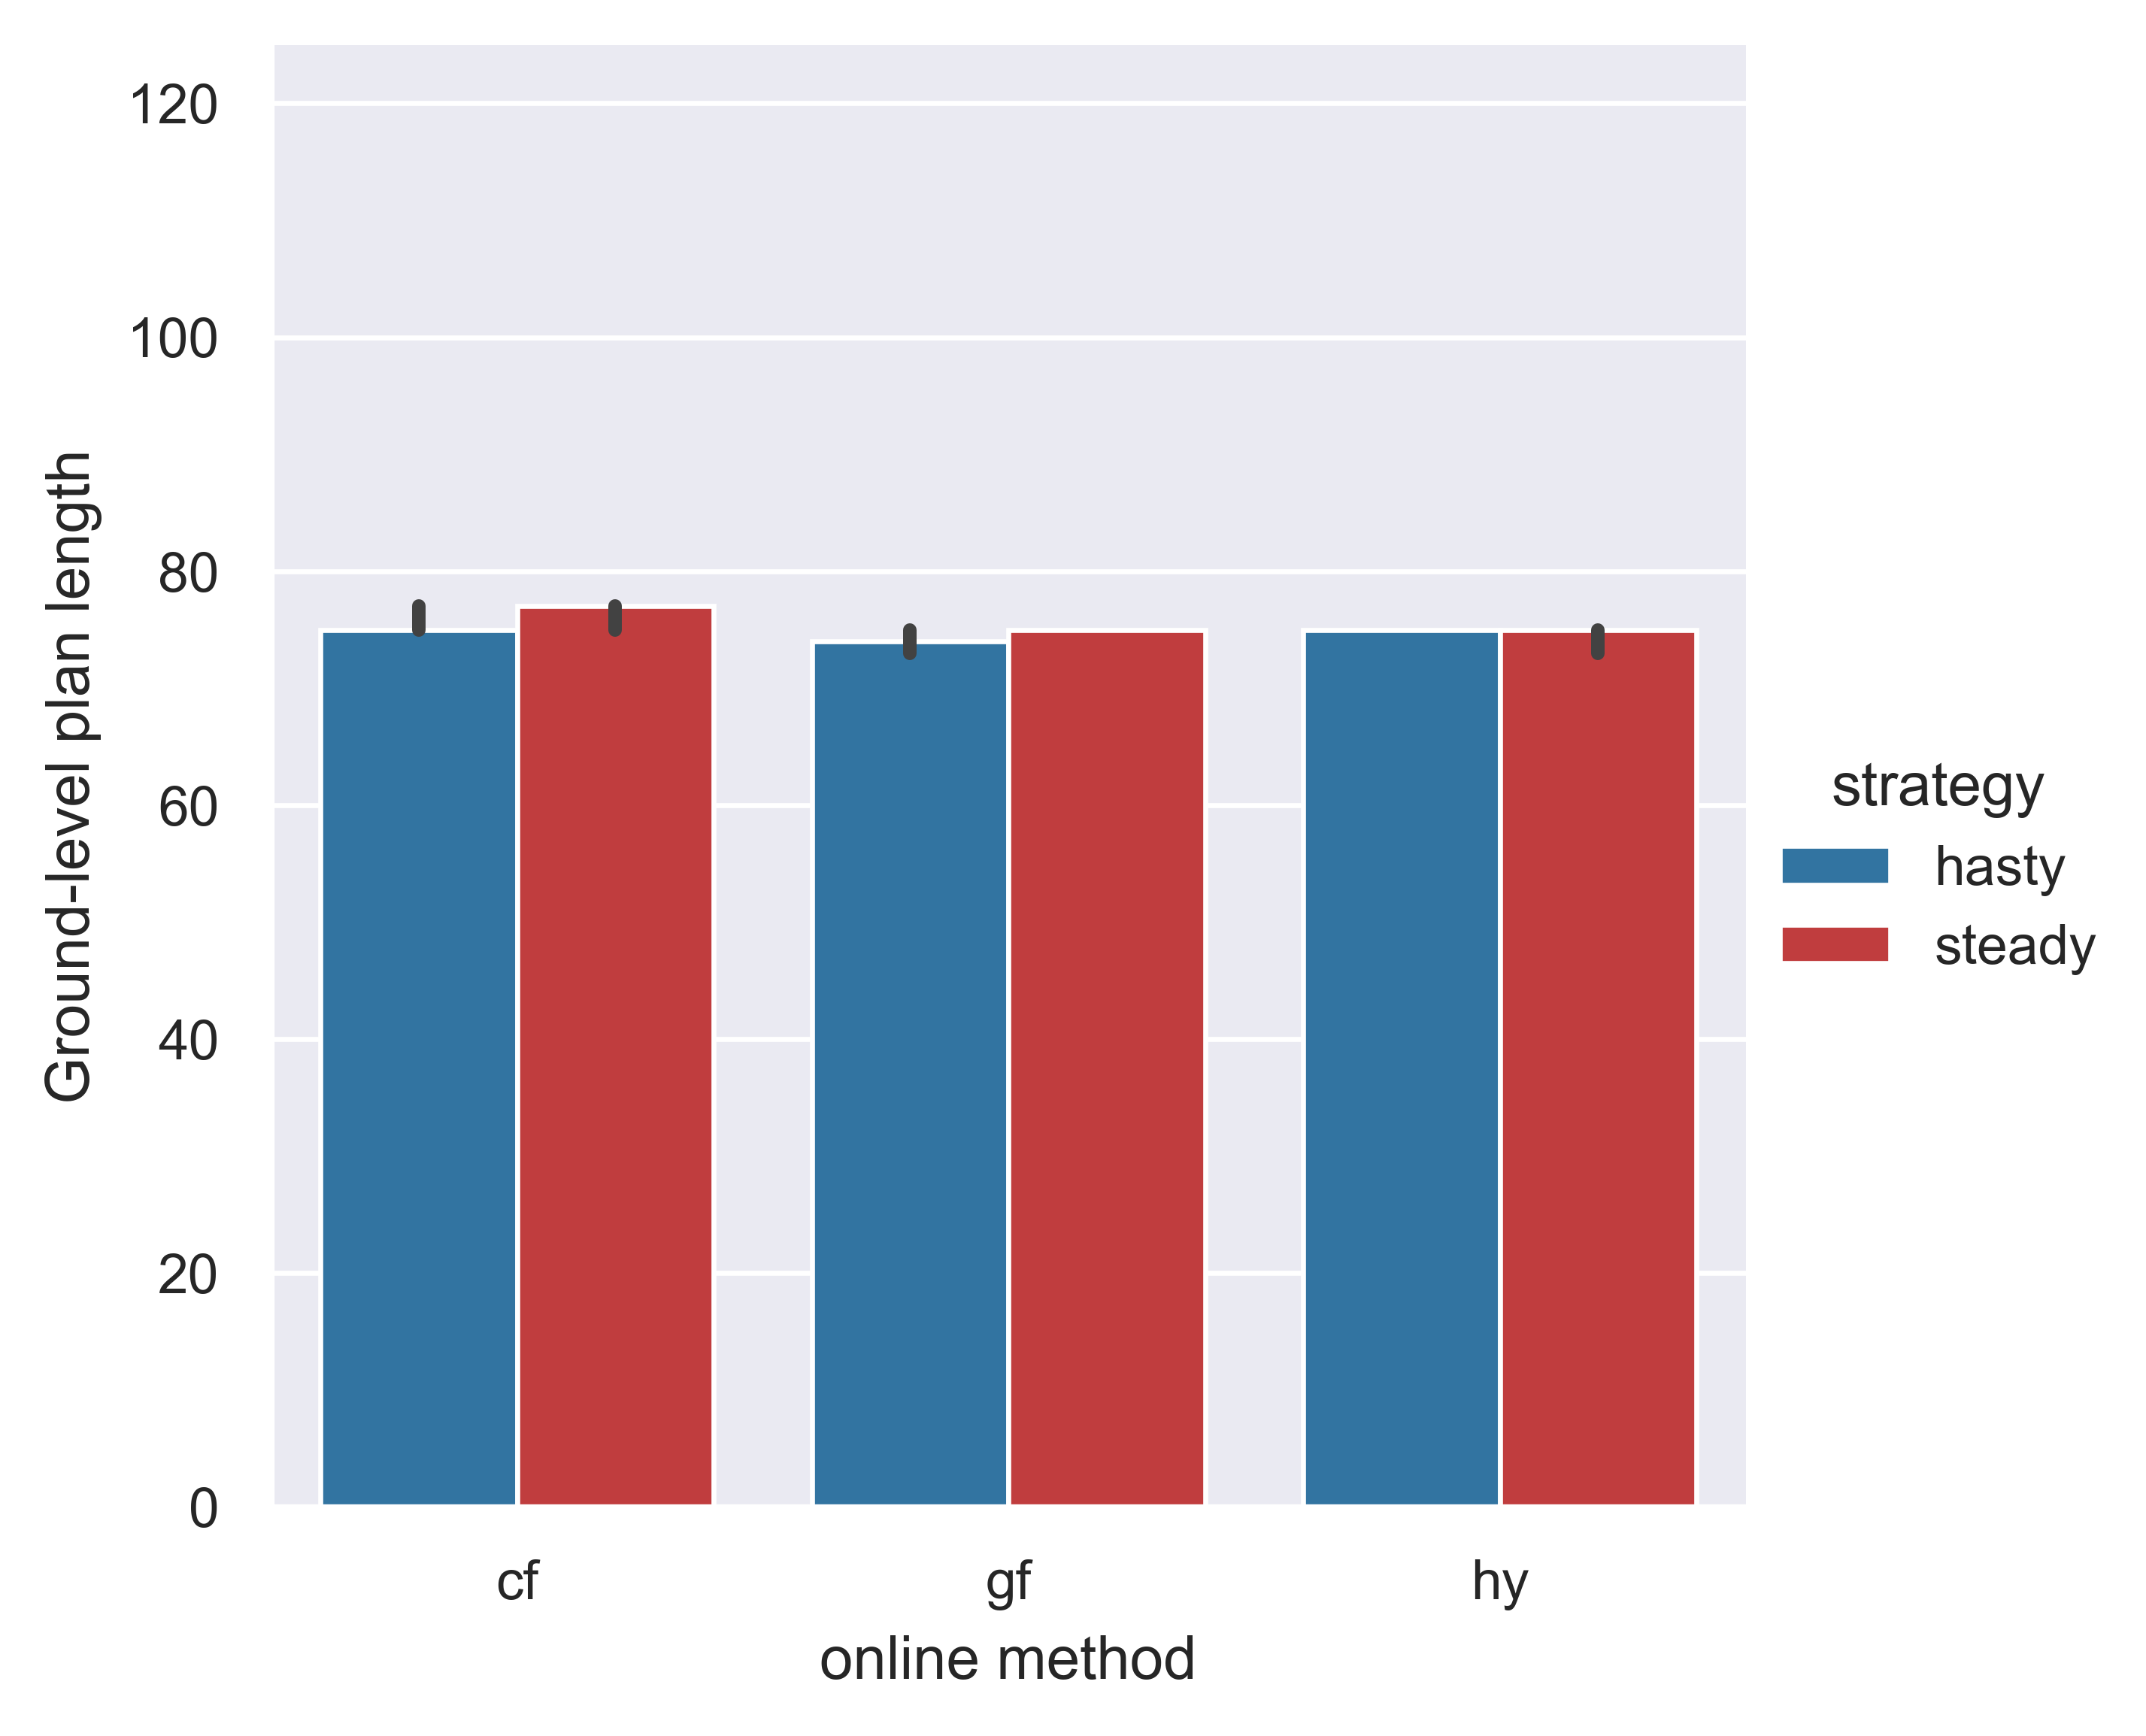 Ground-level plan length
120
100
80
60
40
20
0
cf
gf
hy
online method
strategy
hasty
steady